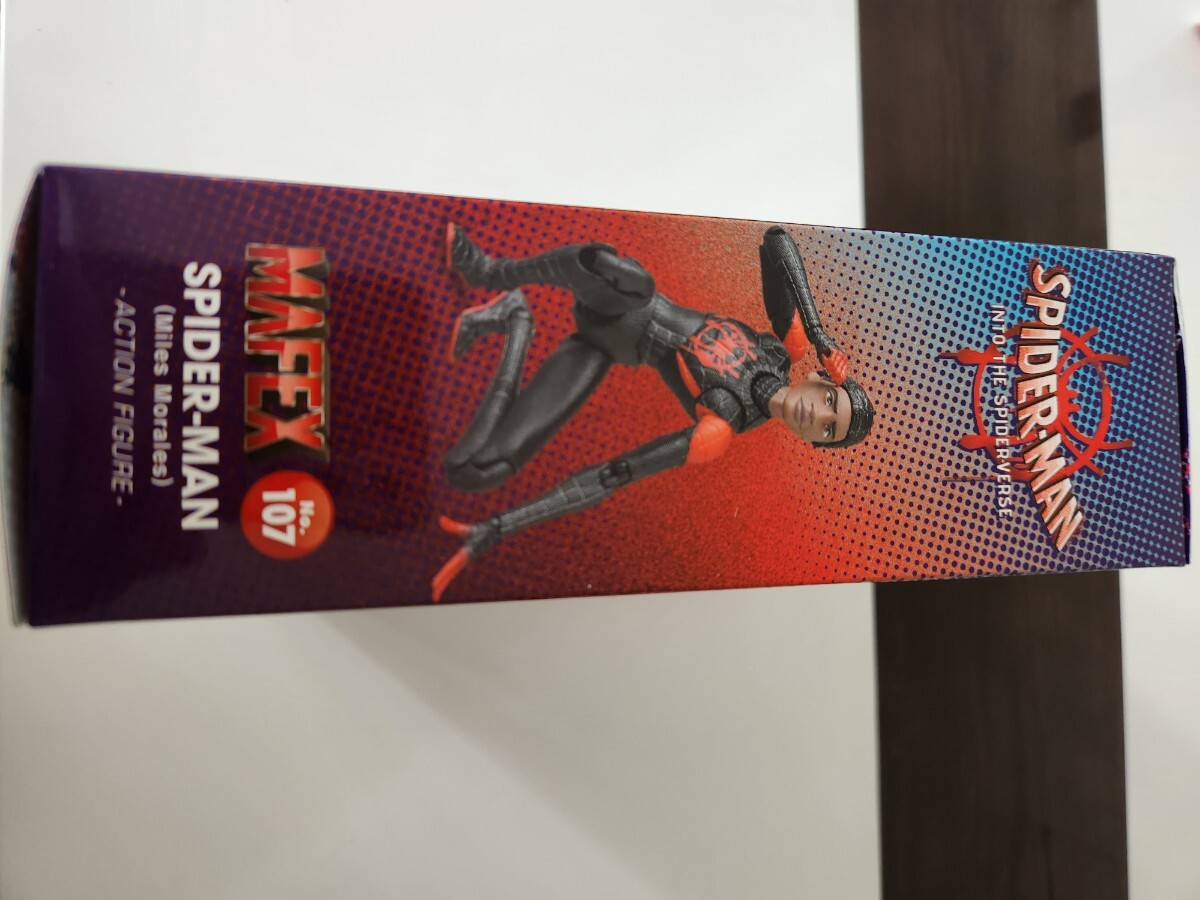 SPIDER-MAN
INTO THE SPIDER-VERSE
MAFEX No. 107
SPIDER-MAN
(Miles Morales)
-ACTION FIGURE-